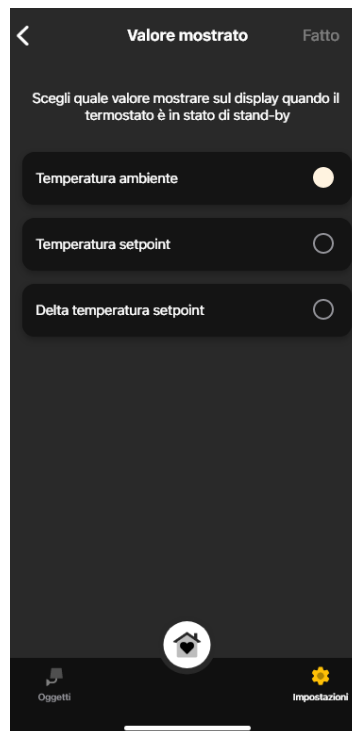 Valore mostrato
Fatto
Scegli quale valore mostrare sul display quando il
termostato è in stato di stand-by
Temperatura ambiente
Temperatura setpoint
Delta temperatura setpoint
Oggetti
Impostazioni